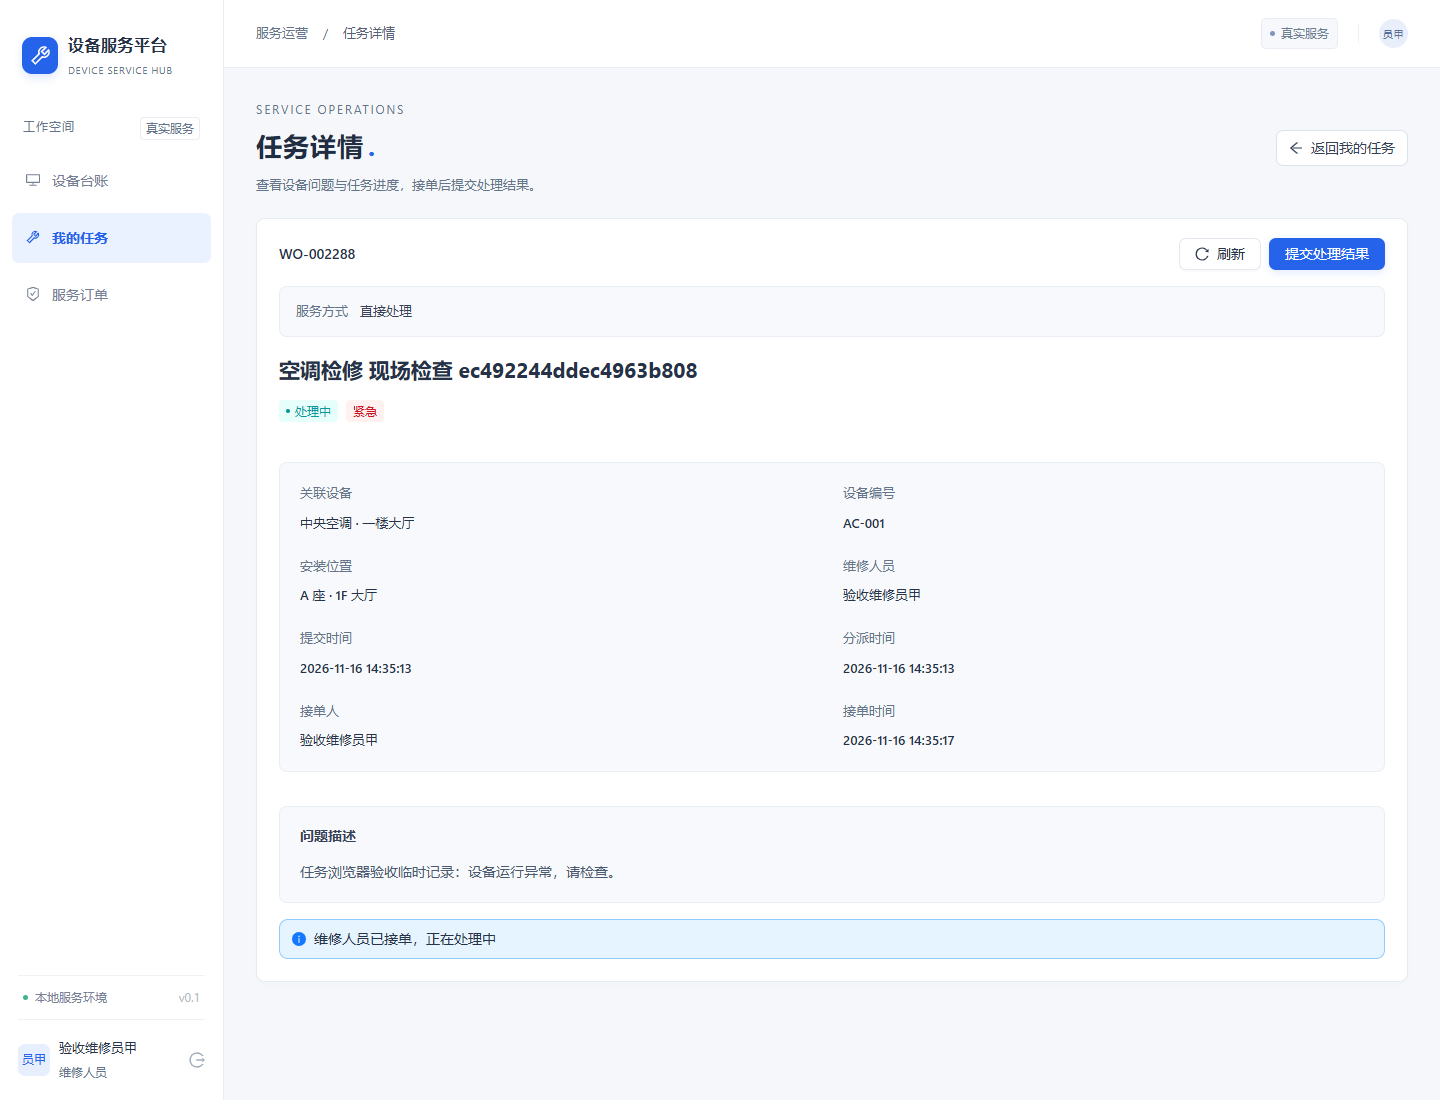 设备服务平台
DEVICE SERVICE HUB
工作空间
真实服务
设备台账
我的任务
服务订单
本地服务环境
v0.1
员甲
验收维修员甲
维修人员
服务运营 / 任务详情
真实服务
员甲
SERVICE OPERATIONS
任务详情.
查看设备问题与任务进度，接单后提交处理结果。
返回我的任务
WO-002288
刷新
提交处理结果
服务方式 直接处理
空调检修 现场检查 ec492244ddec4963b808
处理中
紧急
关联设备
中央空调 · 一楼大厅
设备编号
AC-001
安装位置
A 座 · 1F 大厅
维修人员
验收维修员甲
提交时间
2026-11-16 14:35:13
分派时间
2026-11-16 14:35:13
接单人
验收维修员甲
接单时间
2026-11-16 14:35:17
问题描述
任务浏览器验收临时记录：设备运行异常，请检查。
维修人员已接单，正在处理中